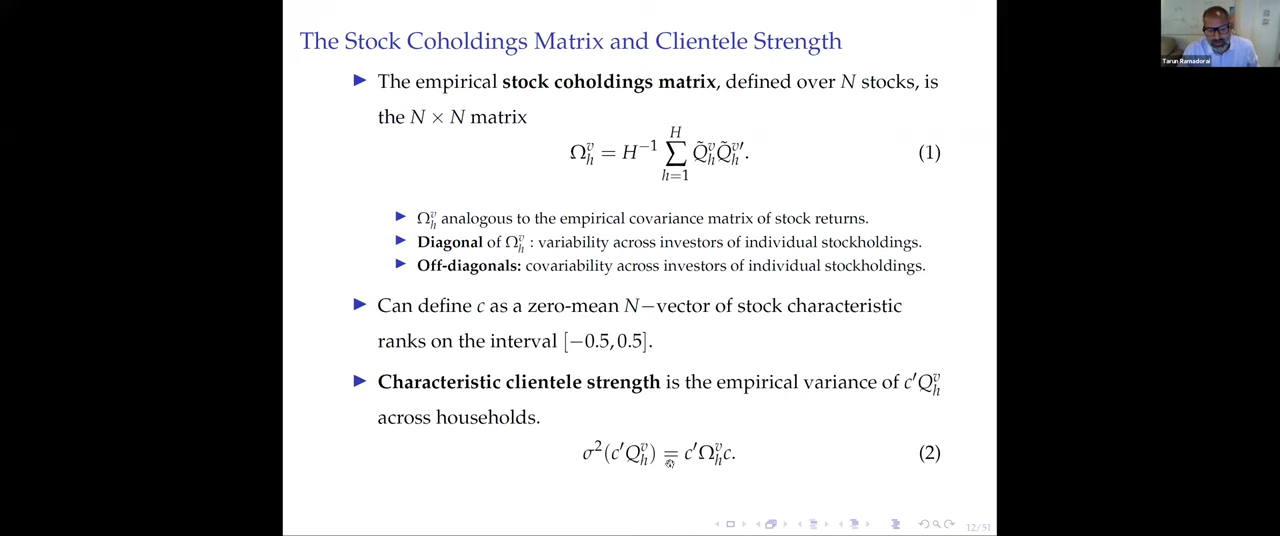 The Stock Coholdings Matrix and Clientele Strength
Tarun Ramadorai
▶ The empirical stock coholdings matrix, defined over N stocks, is
the N × N matrix
Ω_h^v = H^{-1} ∑_{h=1}^{H} Q̃_h^v Q̃_h^{v′}. (1)
▶ Ω_h^v analogous to the empirical covariance matrix of stock returns.
▶ Diagonal of Ω_h^v : variability across investors of individual stockholdings.
▶ Off-diagonals: covariability across investors of individual stockholdings.
▶ Can define c as a zero-mean N−vector of stock characteristic
ranks on the interval [−0.5, 0.5].
▶ Characteristic clientele strength is the empirical variance of c′Q_h^v
across households.
σ²(c′Q_h^v) = c′Ω_h^v c. (2)
12/51